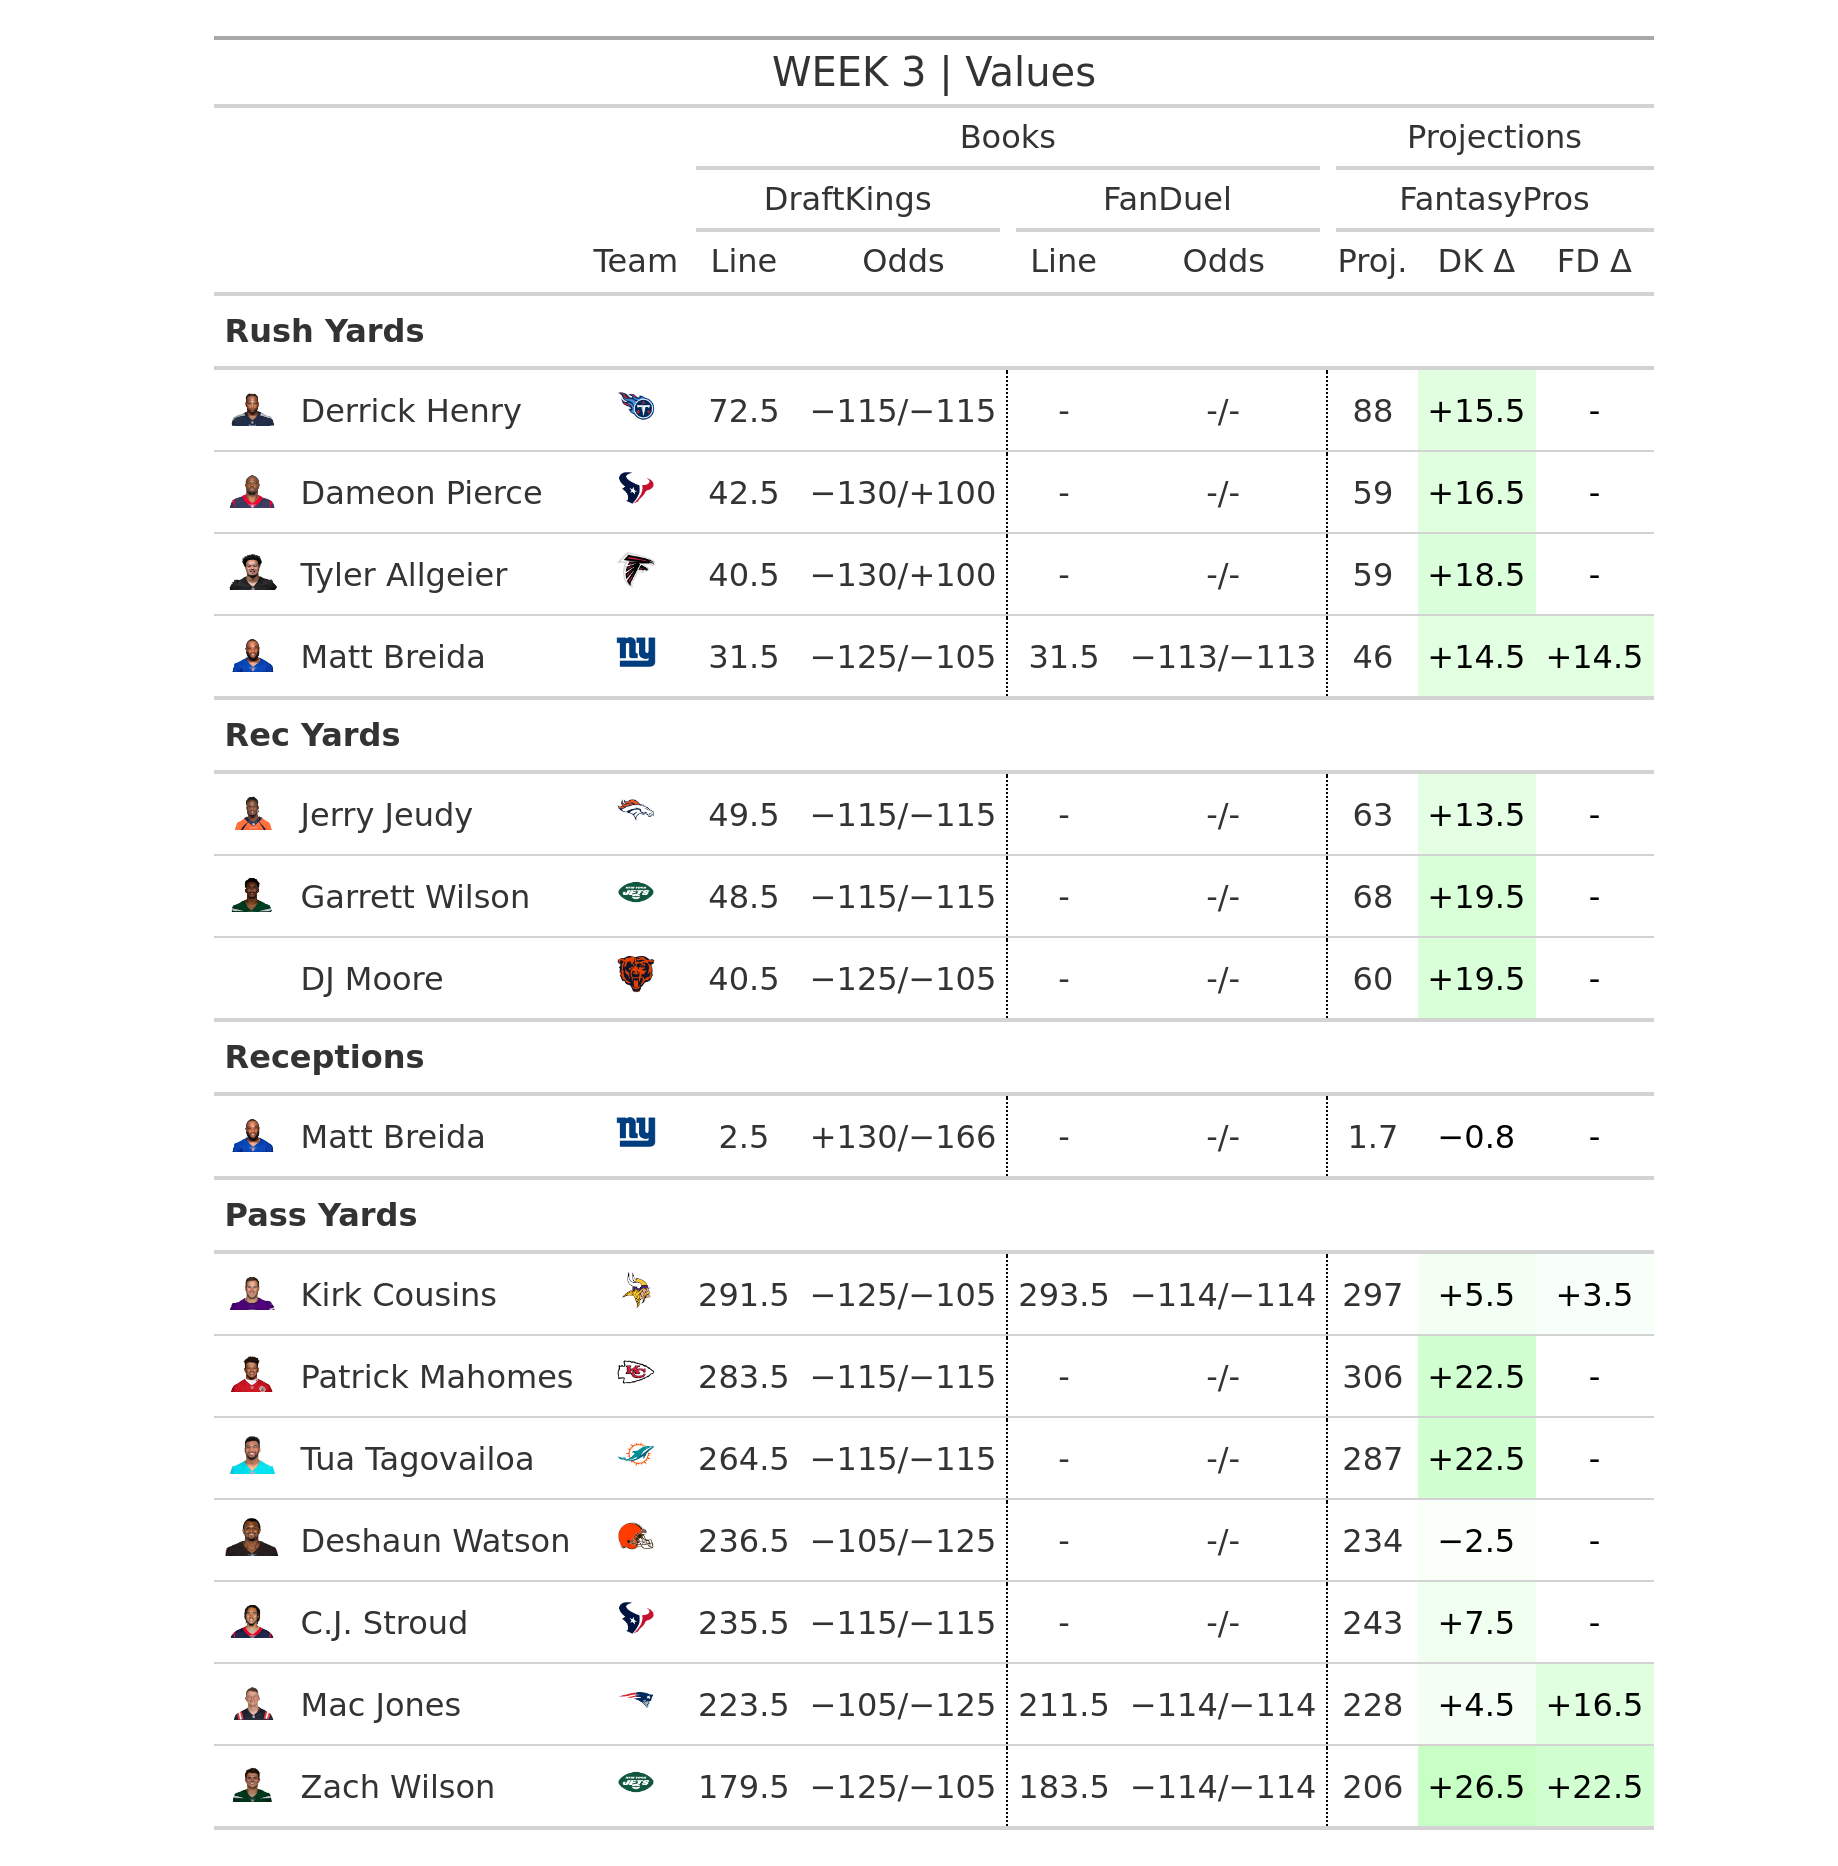 WEEK 3 | Values
Books Projections
DraftKings FanDuel FantasyPros
Team Line Odds Line Odds Proj. DK Δ FD Δ
Rush Yards
Derrick Henry 72.5 −115/−115 - -/- 88 +15.5 -
Dameon Pierce 42.5 −130/+100 - -/- 59 +16.5 -
Tyler Allgeier 40.5 −130/+100 - -/- 59 +18.5 -
Matt Breida ny 31.5 −125/−105 31.5 −113/−113 46 +14.5 +14.5
Rec Yards
Jerry Jeudy 49.5 −115/−115 - -/- 63 +13.5 -
Garrett Wilson JETS 48.5 −115/−115 - -/- 68 +19.5 -
DJ Moore 40.5 −125/−105 - -/- 60 +19.5 -
Receptions
Matt Breida ny 2.5 +130/−166 - -/- 1.7 −0.8 -
Pass Yards
Kirk Cousins 291.5 −125/−105 293.5 −114/−114 297 +5.5 +3.5
Patrick Mahomes KC 283.5 −115/−115 - -/- 306 +22.5 -
Tua Tagovailoa 264.5 −115/−115 - -/- 287 +22.5 -
Deshaun Watson 236.5 −105/−125 - -/- 234 −2.5 -
C.J. Stroud 235.5 −115/−115 - -/- 243 +7.5 -
Mac Jones 223.5 −105/−125 211.5 −114/−114 228 +4.5 +16.5
Zach Wilson JETS 179.5 −125/−105 183.5 −114/−114 206 +26.5 +22.5